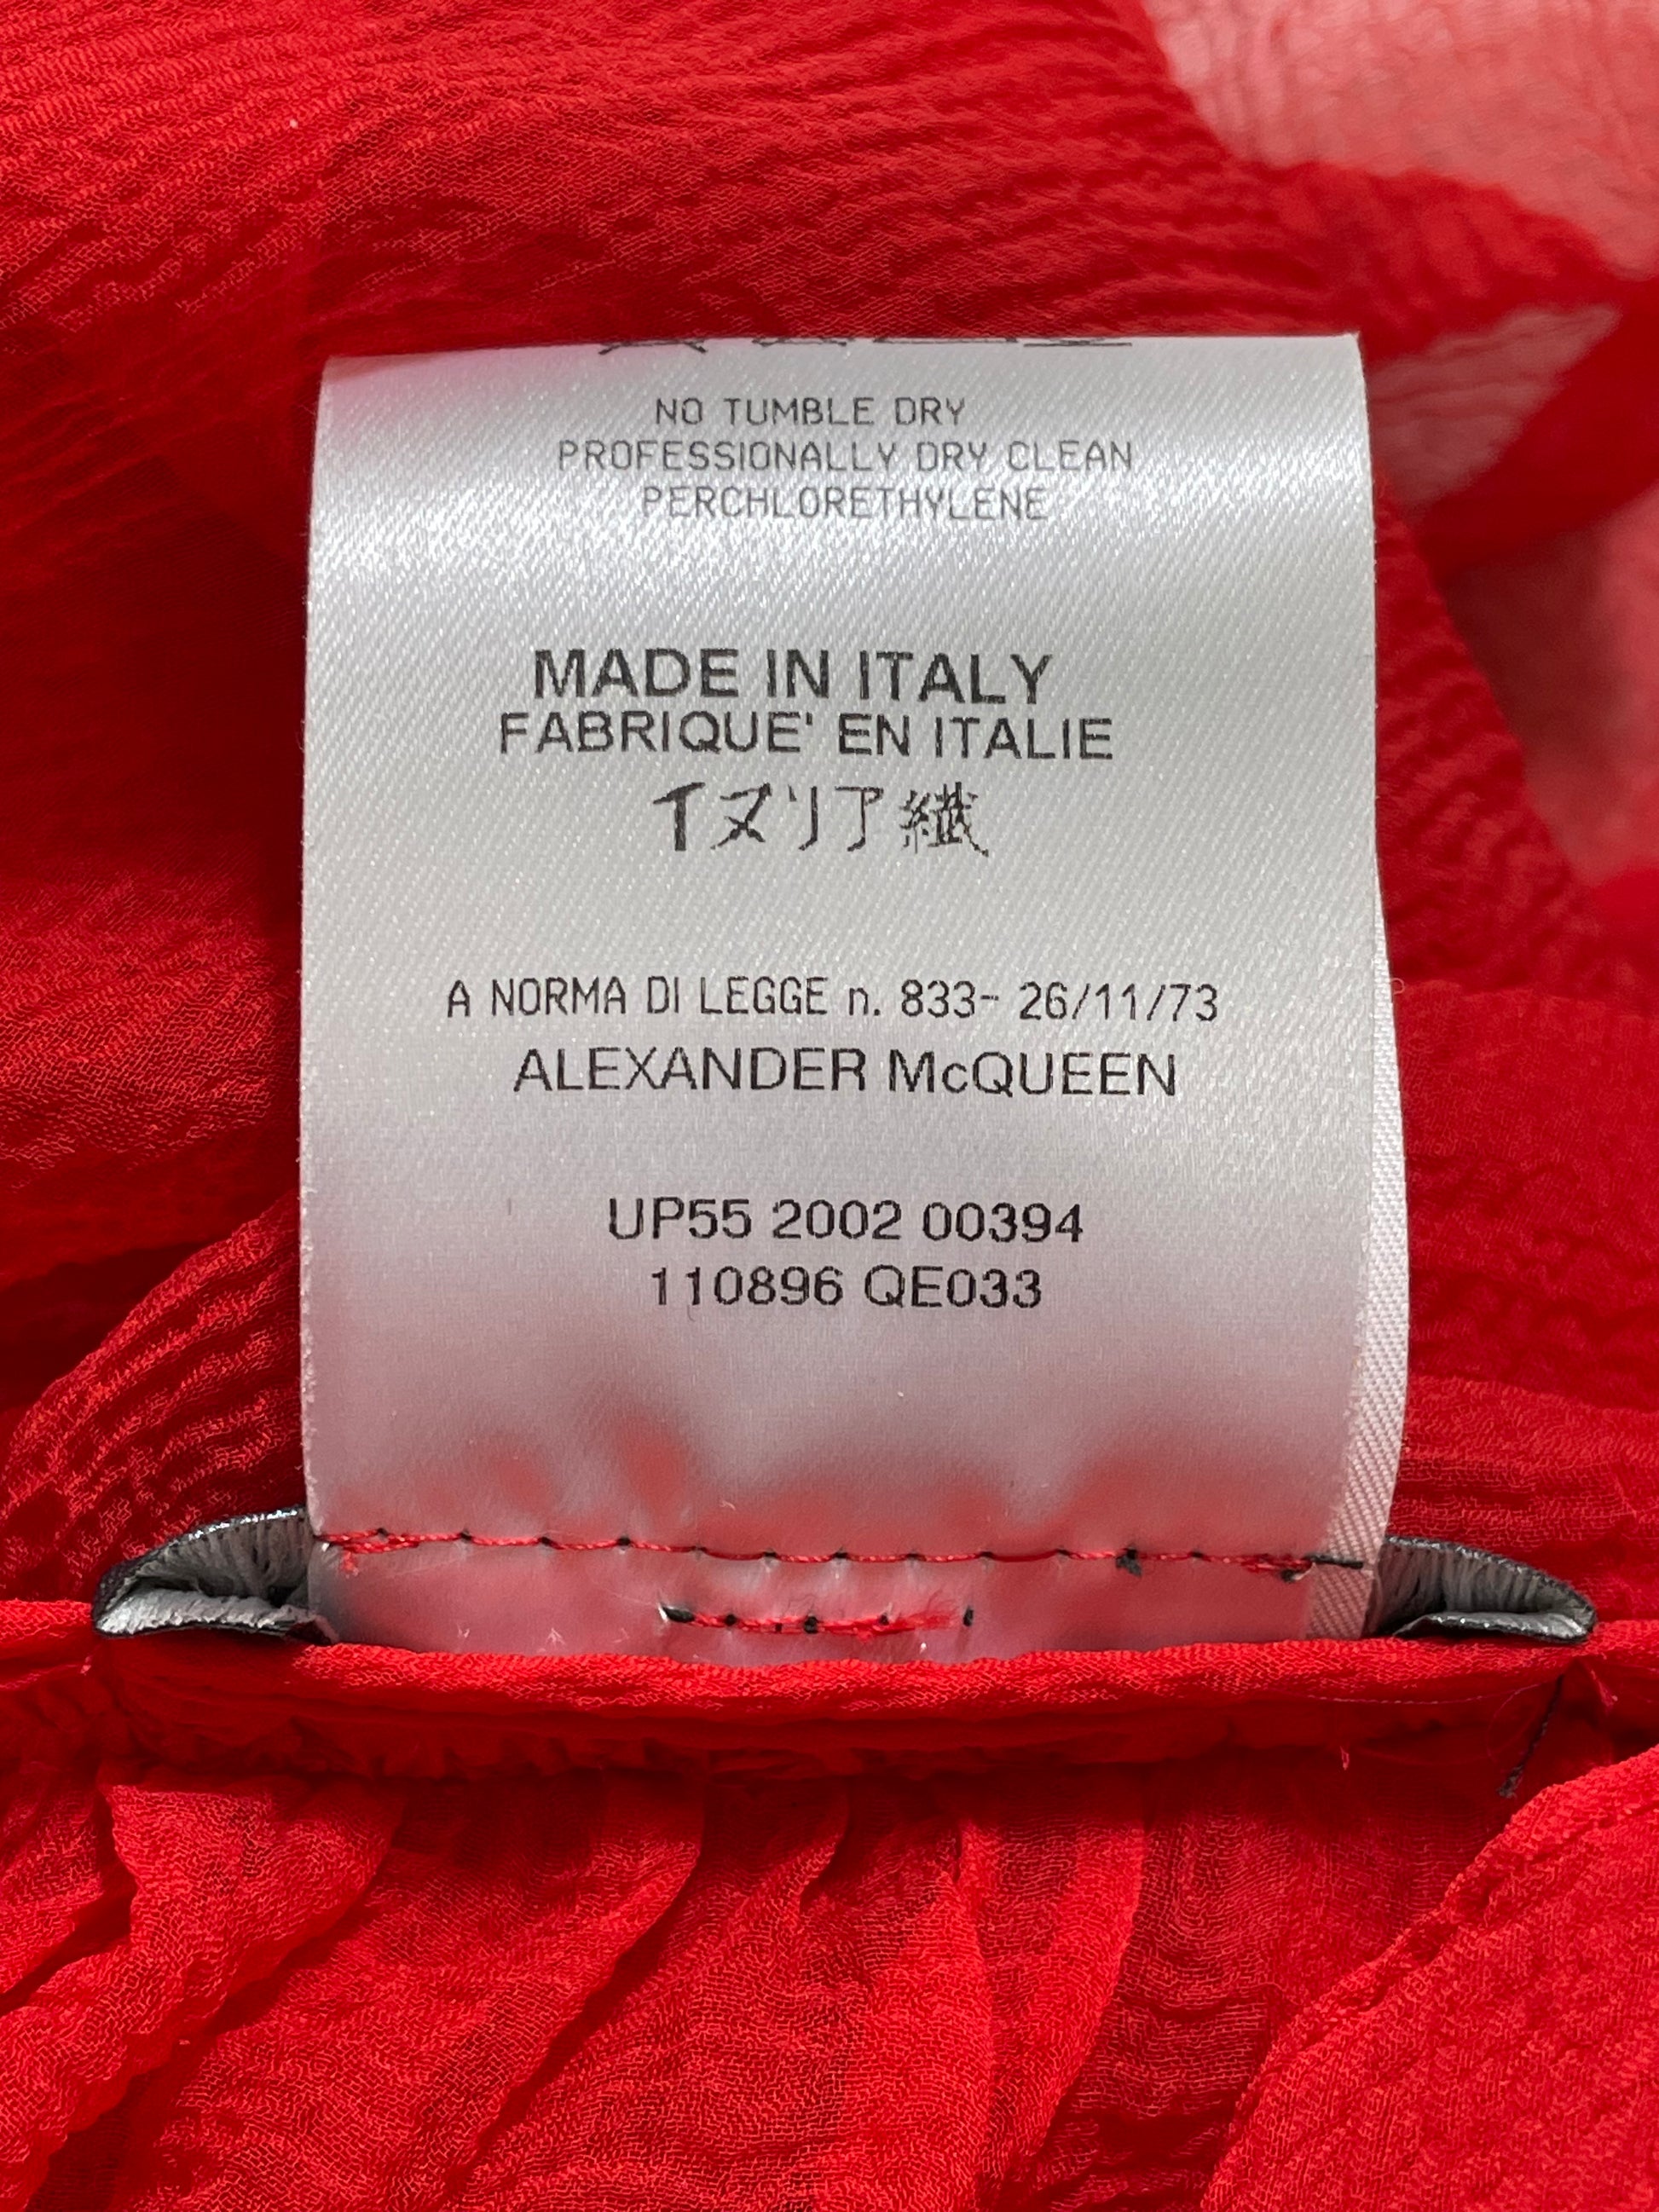 NO TUMBLE DRY
PROFESSIONALLY DRY CLEAN
PERCHLORETHYLENE
MADE IN ITALY
FABRIQUE' EN ITALIE
イヌリア繊
A NORMA DI LEGGE n. 833- 26/11/73
ALEXANDER McQUEEN
UP55 2002 00394
110896 QE033